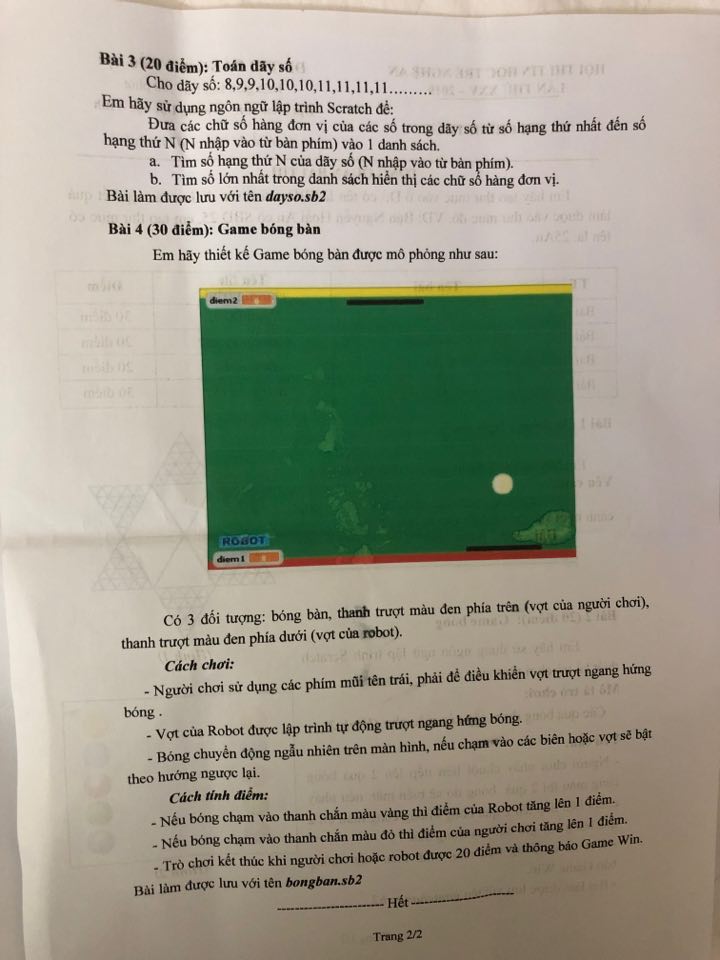 Bài 3 (20 điểm): Toán dãy số
Cho dãy số: 8,9,9,10,10,10,11,11,11,11.........
Em hãy sử dụng ngôn ngữ lập trình Scratch để:
Đưa các chữ số hàng đơn vị của các số trong dãy số từ số hạng thứ nhất đến số
hạng thứ N (N nhập vào từ bàn phím) vào 1 danh sách.
a. Tìm số hạng thứ N của dãy số (N nhập vào từ bàn phím).
b. Tìm số lớn nhất trong danh sách hiển thị các chữ số hàng đơn vị.
Bài làm được lưu với tên dayso.sb2
Bài 4 (30 điểm): Game bóng bàn
Em hãy thiết kế Game bóng bàn được mô phỏng như sau:
diem2
ROBOT
diem1
Có 3 đối tượng: bóng bàn, thanh trượt màu đen phía trên (vợt của người chơi),
thanh trượt màu đen phía dưới (vợt của robot).
Cách chơi:
- Người chơi sử dụng các phím mũi tên trái, phải để điều khiển vợt trượt ngang hứng
bóng .
- Vợt của Robot được lập trình tự động trượt ngang hứng bóng.
- Bóng chuyển động ngẫu nhiên trên màn hình, nếu chạm vào các biên hoặc vợt sẽ bật
theo hướng ngược lại.
Cách tính điểm:
- Nếu bóng chạm vào thanh chắn màu vàng thì điểm của Robot tăng lên 1 điểm.
- Nếu bóng chạm vào thanh chắn màu đỏ thì điểm của người chơi tăng lên 1 điểm.
- Trò chơi kết thúc khi người chơi hoặc robot được 20 điểm và thông báo Game Win.
Bài làm được lưu với tên bongban.sb2
------------------------ Hết ------------------------
Trang 2/2